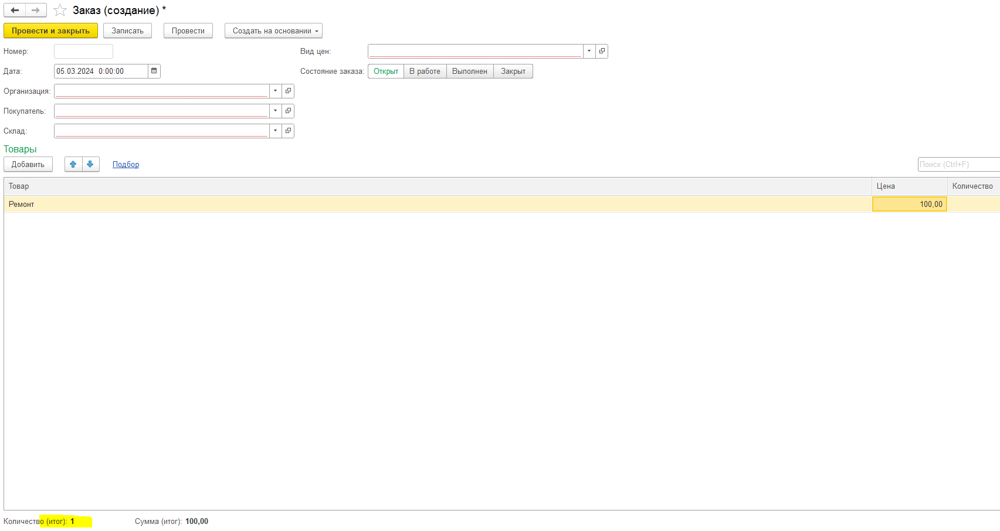 Заказ (создание) *
Провести и закрыть Записать Провести Создать на основании
Номер: Вид цен:
Дата: 05.03.2024 0:00:00 Состояние заказа: Открыт В работе Выполнен Закрыт
Организация:
Покупатель:
Склад:
Товары
Добавить Подбор Поиск (Ctrl+F)
Товар Цена Количество
Ремонт 100,00
Количество (итог): 1 Сумма (итог): 100,00